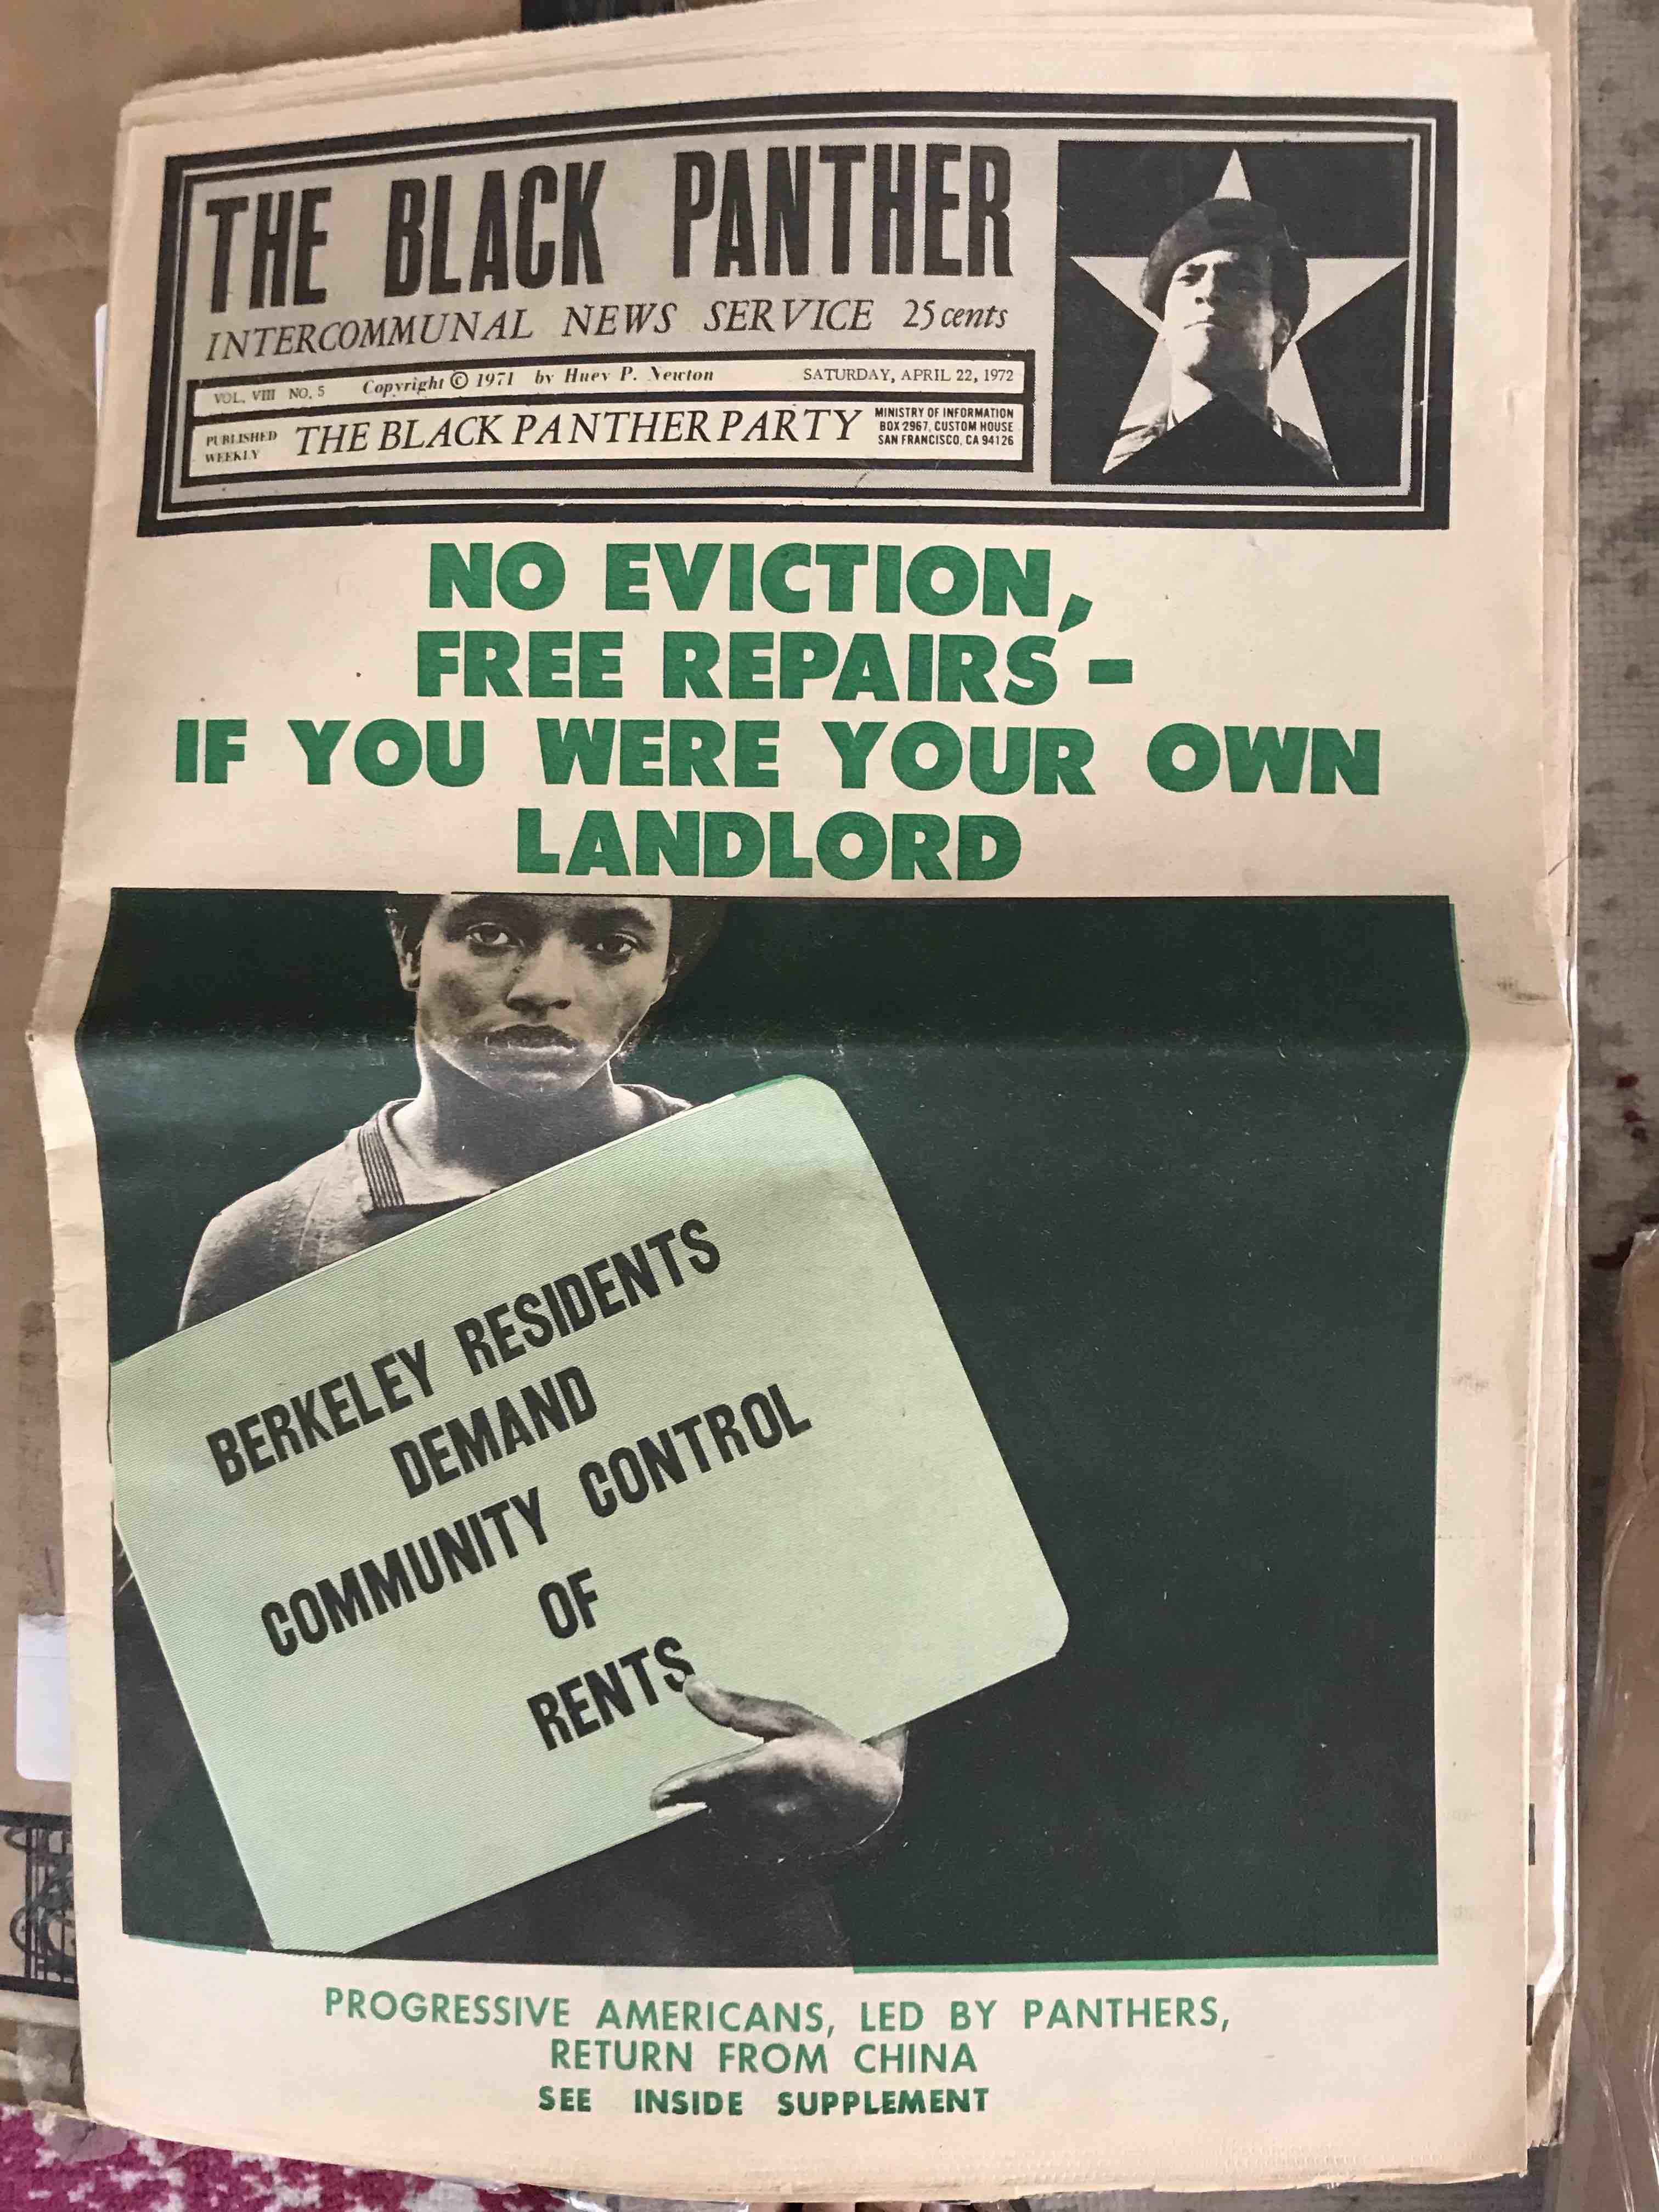 THE BLACK PANTHER
INTERCOMMUNAL NEWS SERVICE 25 cents
VOL. VIII NO. 5 Copyright © 1971 by Huey P. Newton SATURDAY, APRIL 22, 1972
PUBLISHED
WEEKLY
THE BLACK PANTHER PARTY
MINISTRY OF INFORMATION
BOX 2967, CUSTOM HOUSE
SAN FRANCISCO, CA 94126
NO EVICTION,
FREE REPAIRS -
IF YOU WERE YOUR OWN
LANDLORD
BERKELEY RESIDENTS
DEMAND
COMMUNITY CONTROL
OF
RENTS
PROGRESSIVE AMERICANS, LED BY PANTHERS,
RETURN FROM CHINA
SEE INSIDE SUPPLEMENT